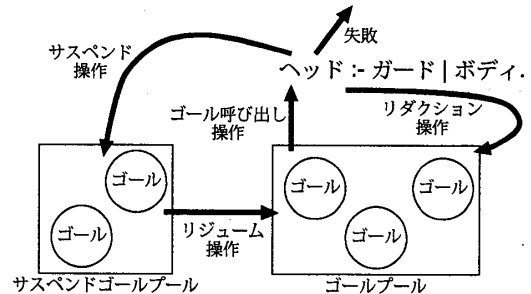 失敗
サスペンド
操作
ヘッド :- ガード | ボディ.
ゴール呼び出し
操作
リダクション
操作
ゴール
ゴール
リジューム
操作
ゴール
ゴール
ゴール
サスペンドゴールプール
ゴールプール